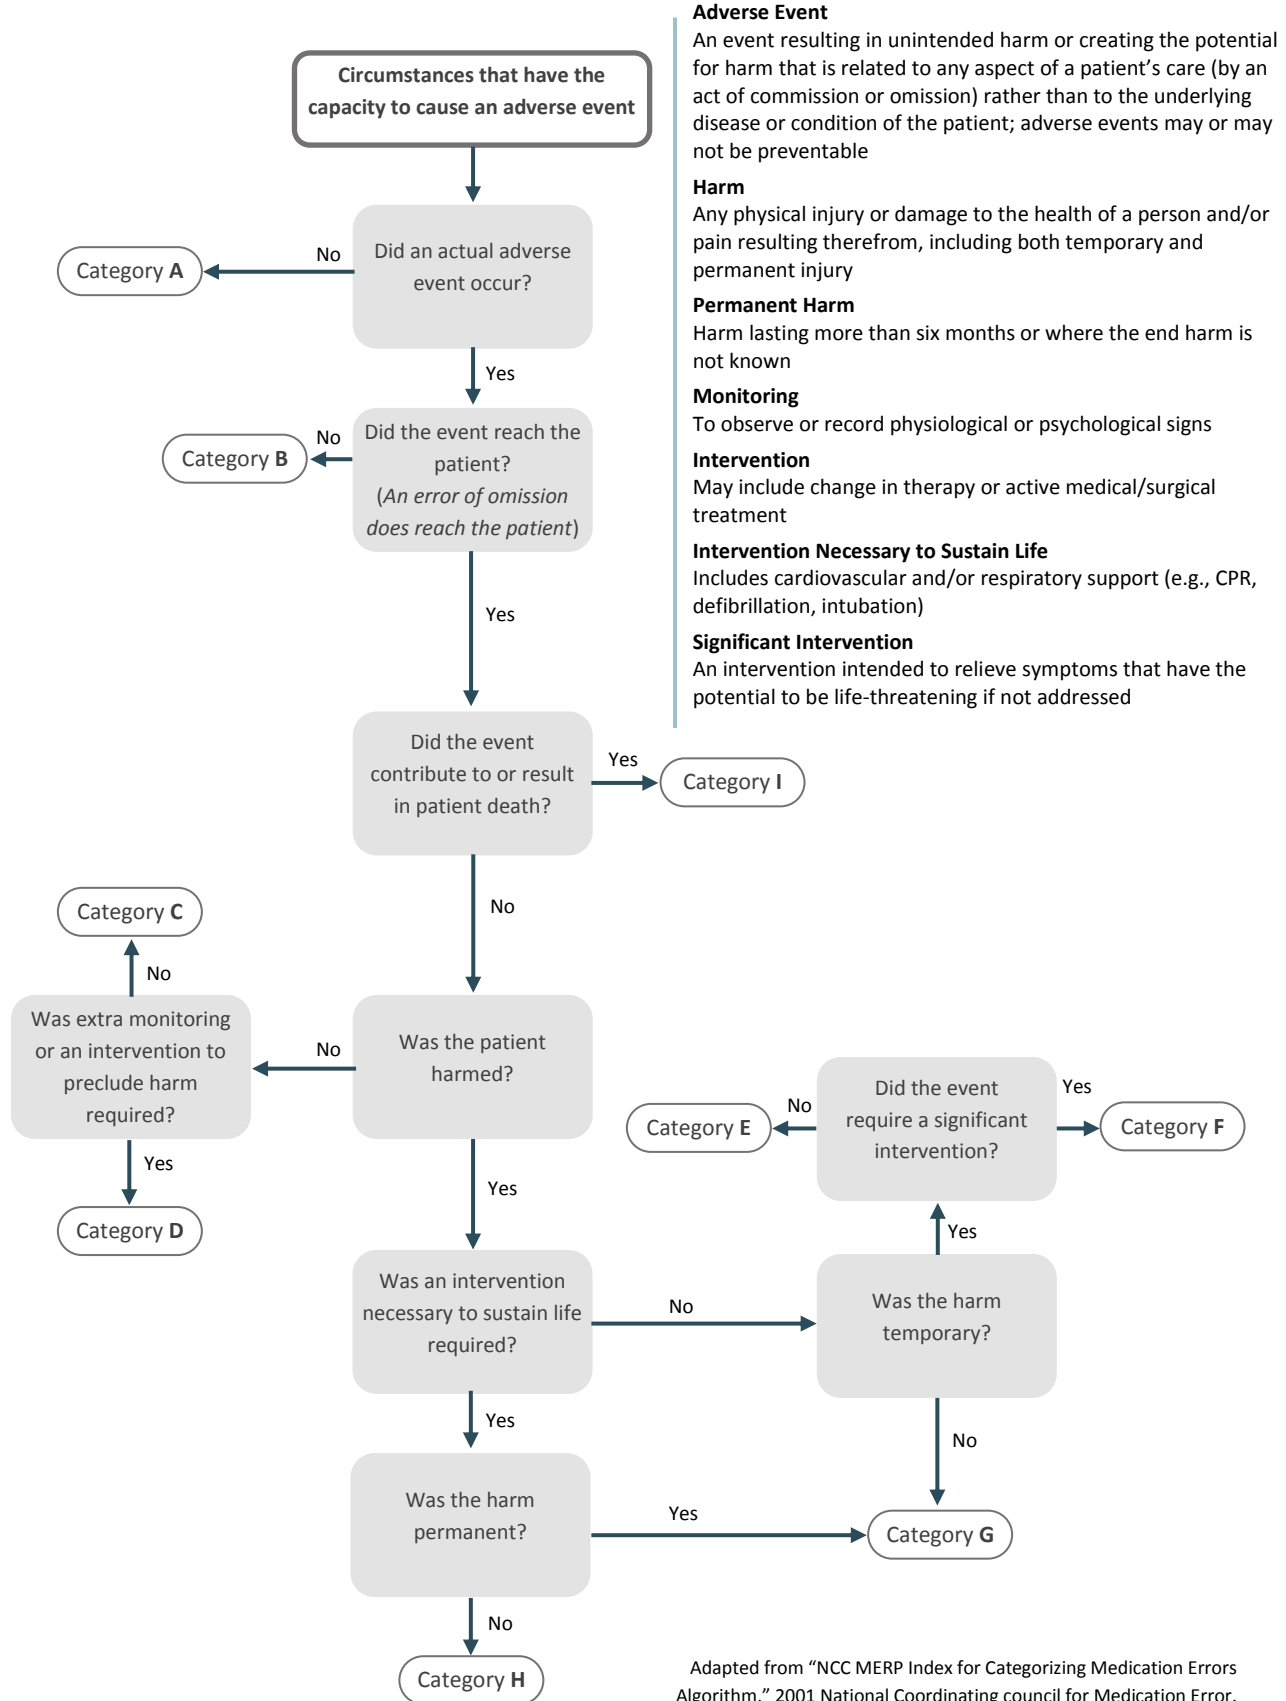 Circumstances that have the
capacity to cause an adverse event
Did an actual adverse
event occur?
No
Category A
Yes
Did the event reach the
patient?
(An error of omission
does reach the patient)
No
Category B
Yes
Did the event
contribute to or result
in patient death?
Yes
Category I
No
Was the patient
harmed?
No
Was extra monitoring
or an intervention to
preclude harm
required?
No
Category C
Yes
Category D
Yes
Was an intervention
necessary to sustain life
required?
No
Was the harm
temporary?
Yes
Did the event
require a significant
intervention?
No
Category E
Yes
Category F
No
Category G
Yes
Was the harm
permanent?
Yes
No
Category H
Adverse Event
An event resulting in unintended harm or creating the potential
for harm that is related to any aspect of a patient’s care (by an
act of commission or omission) rather than to the underlying
disease or condition of the patient; adverse events may or may
not be preventable
Harm
Any physical injury or damage to the health of a person and/or
pain resulting therefrom, including both temporary and
permanent injury
Permanent Harm
Harm lasting more than six months or where the end harm is
not known
Monitoring
To observe or record physiological or psychological signs
Intervention
May include change in therapy or active medical/surgical
treatment
Intervention Necessary to Sustain Life
Includes cardiovascular and/or respiratory support (e.g., CPR,
defibrillation, intubation)
Significant Intervention
An intervention intended to relieve symptoms that have the
potential to be life-threatening if not addressed
Adapted from “NCC MERP Index for Categorizing Medication Errors
Algorithm,” 2001 National Coordinating council for Medication Error.